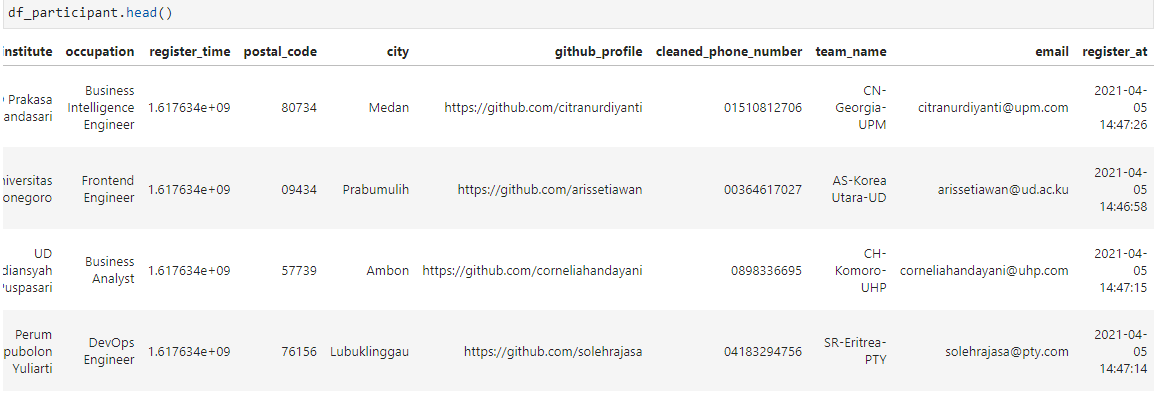 df_participant.head()
institute occupation register_time postal_code city github_profile cleaned_phone_number team_name email register_at
Prakasa
andasari
Business
Intelligence
Engineer
1.617634e+09
80734
Medan
https://github.com/citranurdiyanti
01510812706
CN-
Georgia-
UPM
citranurdiyanti@upm.com
2021-04-
05
14:47:26
niversitas
onegoro
Frontend
Engineer
1.617634e+09
09434
Prabumulih
https://github.com/arissetiawan
00364617027
AS-Korea
Utara-UD
arissetiawan@ud.ac.ku
2021-04-
05
14:46:58
UD
diansyah
Puspasari
Business
Analyst
1.617634e+09
57739
Ambon
https://github.com/corneliahandayani
0898336695
CH-
Komoro-
UHP
corneliahandayani@uhp.com
2021-04-
05
14:47:15
Perum
pubolon
Yuliarti
DevOps
Engineer
1.617634e+09
76156
Lubuklinggau
https://github.com/solehrajasa
04183294756
SR-Eritrea-
PTY
solehrajasa@pty.com
2021-04-
05
14:47:14